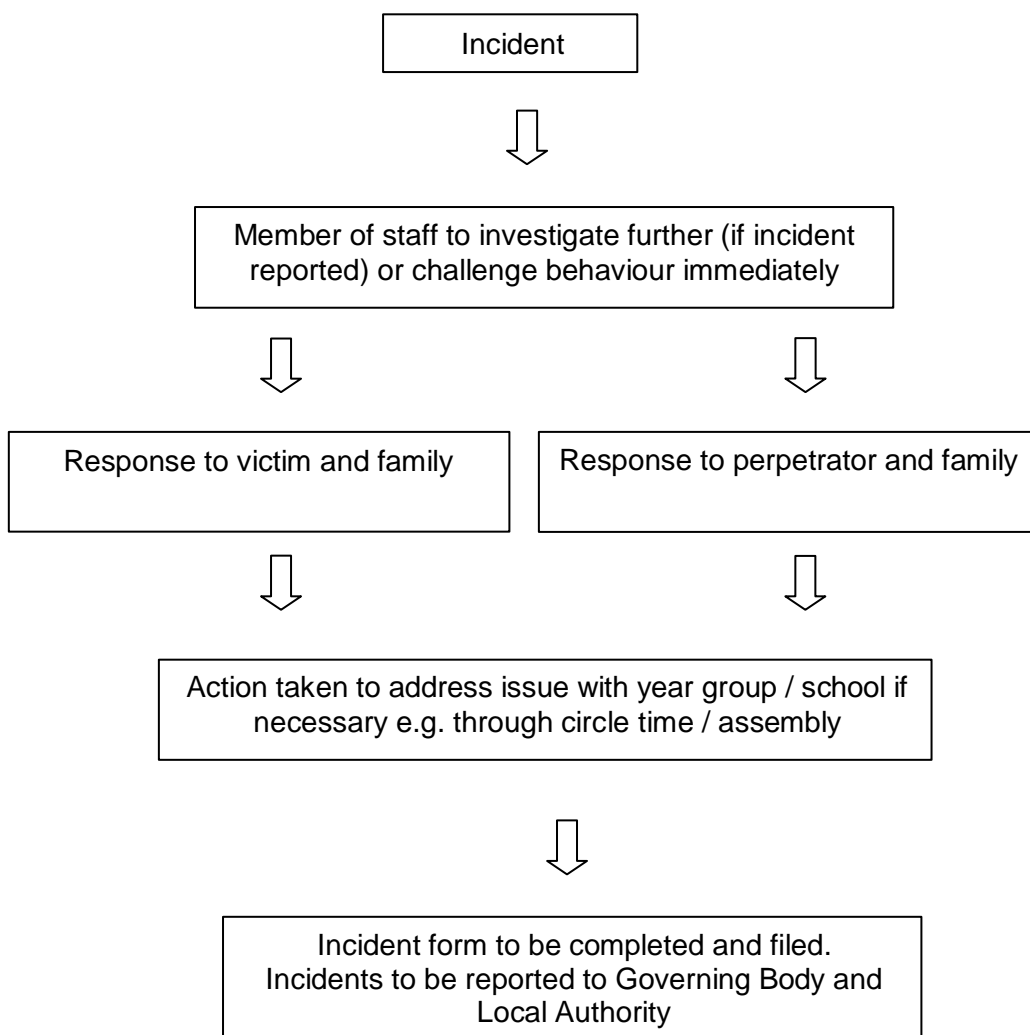 Incident
Member of staff to investigate further (if incident
reported) or challenge behaviour immediately
Response to victim and family
Response to perpetrator and family
Action taken to address issue with year group / school if
necessary e.g. through circle time / assembly
Incident form to be completed and filed.
Incidents to be reported to Governing Body and
Local Authority